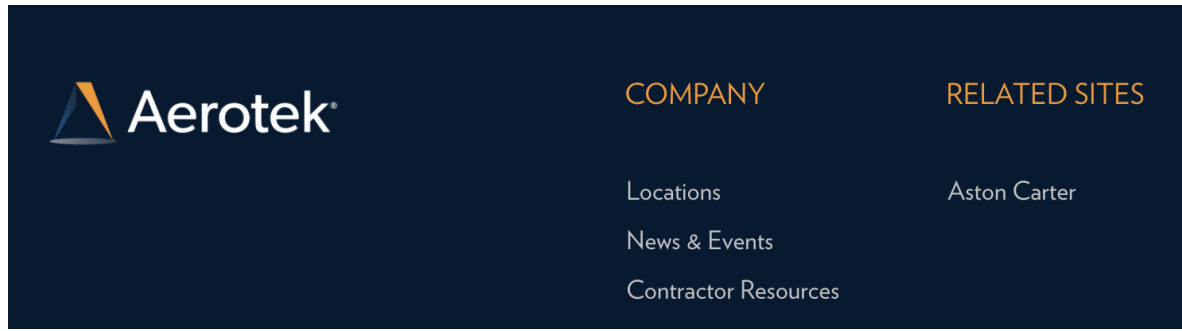 Aerotek®
COMPANY
Locations
News & Events
Contractor Resources
RELATED SITES
Aston Carter